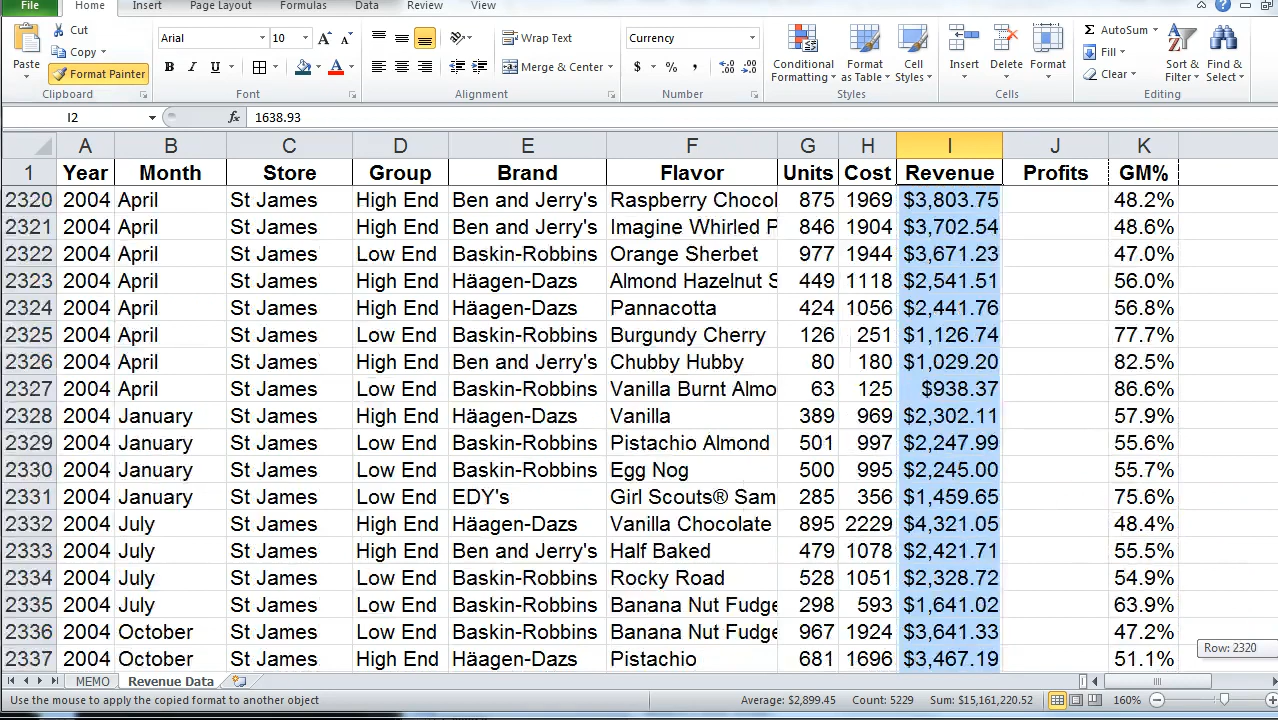 File Home Insert Page Layout Formulas Data Review View
Cut
Copy
Format Painter
Paste
Clipboard
Arial 10
B I U
Font
Wrap Text
Merge & Center
Alignment
Currency
$ % ,
Number
Conditional Formatting
Format as Table
Cell Styles
Styles
Insert Delete Format
Cells
Σ AutoSum
Fill
Clear
Sort & Filter
Find & Select
Editing
I2 fx 1638.93
A B C D E F G H I J K
1 Year Month Store Group Brand Flavor Units Cost Revenue Profits GM%
2320 2004 April St James High End Ben and Jerry's Raspberry Chocol 875 1969 $3,803.75 48.2%
2321 2004 April St James High End Ben and Jerry's Imagine Whirled P 846 1904 $3,702.54 48.6%
2322 2004 April St James Low End Baskin-Robbins Orange Sherbet 977 1944 $3,671.23 47.0%
2323 2004 April St James High End Häagen-Dazs Almond Hazelnut S 449 1118 $2,541.51 56.0%
2324 2004 April St James High End Häagen-Dazs Pannacotta 424 1056 $2,441.76 56.8%
2325 2004 April St James Low End Baskin-Robbins Burgundy Cherry 126 251 $1,126.74 77.7%
2326 2004 April St James High End Ben and Jerry's Chubby Hubby 80 180 $1,029.20 82.5%
2327 2004 April St James Low End Baskin-Robbins Vanilla Burnt Almo 63 125 $938.37 86.6%
2328 2004 January St James High End Häagen-Dazs Vanilla 389 969 $2,302.11 57.9%
2329 2004 January St James Low End Baskin-Robbins Pistachio Almond 501 997 $2,247.99 55.6%
2330 2004 January St James Low End Baskin-Robbins Egg Nog 500 995 $2,245.00 55.7%
2331 2004 January St James Low End EDY's Girl Scouts® Sam 285 356 $1,459.65 75.6%
2332 2004 July St James High End Häagen-Dazs Vanilla Chocolate 895 2229 $4,321.05 48.4%
2333 2004 July St James High End Ben and Jerry's Half Baked 479 1078 $2,421.71 55.5%
2334 2004 July St James Low End Baskin-Robbins Rocky Road 528 1051 $2,328.72 54.9%
2335 2004 July St James Low End Baskin-Robbins Banana Nut Fudge 298 593 $1,641.02 63.9%
2336 2004 October St James Low End Baskin-Robbins Banana Nut Fudge 967 1924 $3,641.33 47.2%
2337 2004 October St James High End Häagen-Dazs Pistachio 681 1696 $3,467.19 51.1%
Row: 2320
MEMO Revenue Data
Use the mouse to apply the copied format to another object Average: $2,899.45 Count: 5229 Sum: $15,161,220.52 160%